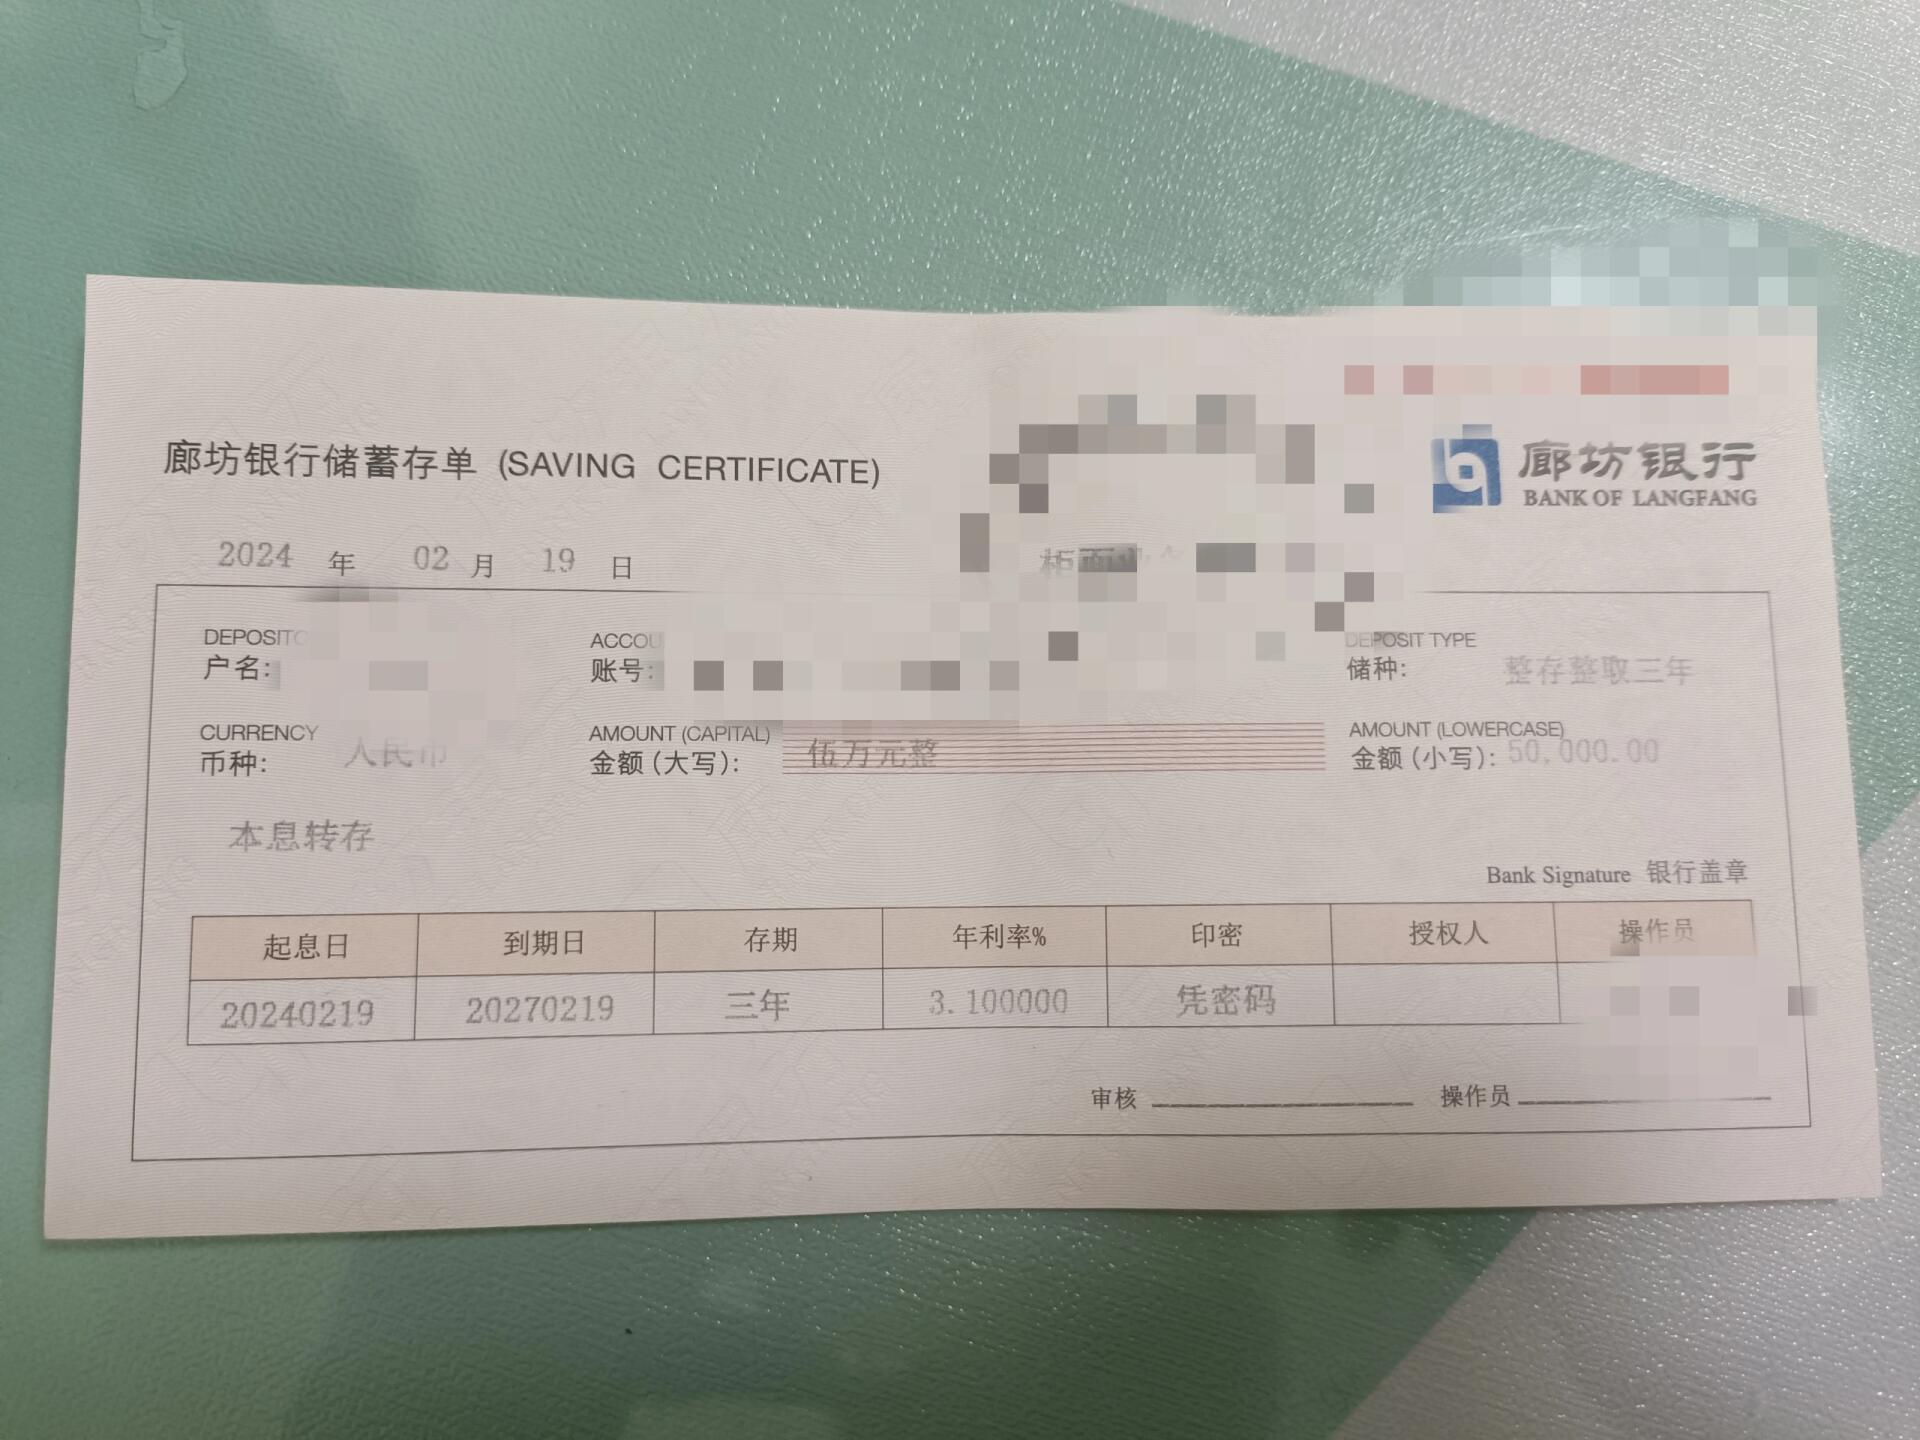 廊坊银行储蓄存单 (SAVING CERTIFICATE)
廊坊银行
BANK OF LANGFANG
2024 年 02 月 19 日
柜面
户名:
账号:
DEPOSIT TYPE
储种: 整存整取三年
CURRENCY
币种: 人民币
AMOUNT (CAPITAL)
金额(大写): 伍万元整
AMOUNT (LOWERCASE)
金额(小写): 50,000.00
本息转存
Bank Signature 银行盖章
起息日 到期日 存期 年利率% 印密 授权人 操作员
20240219 20270219 三年 3.100000 凭密码
审核 操作员